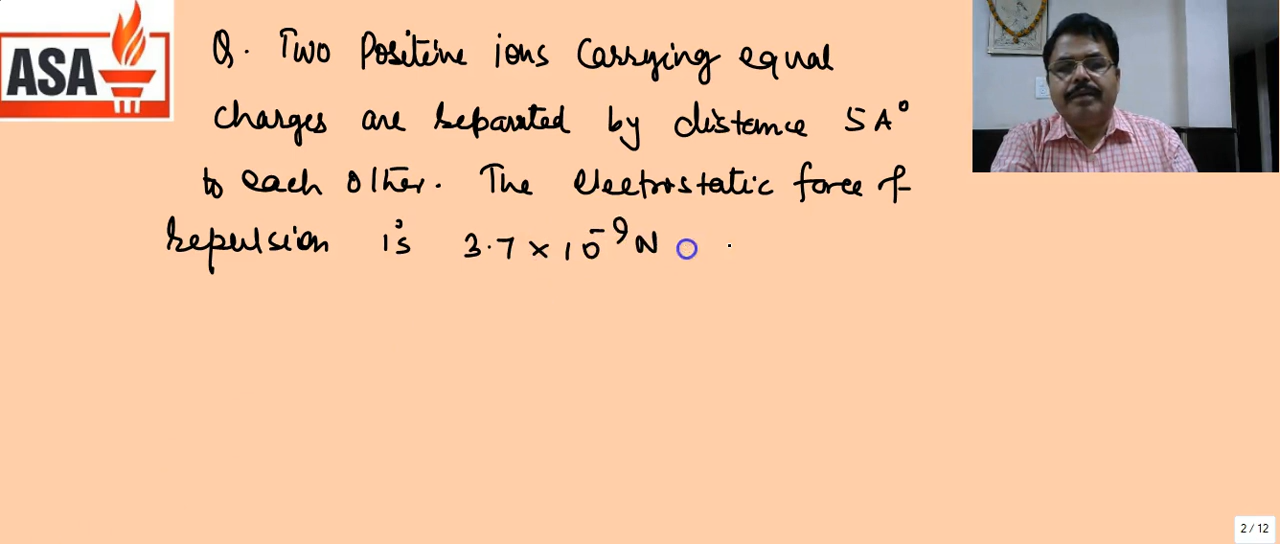 ASA
Q. Two Positive ions Carrying equal
charges are separated by distance 5 A°
to each other. The electrostatic force of
repulsion is 3.7 × 10⁻⁹ N
2 / 12